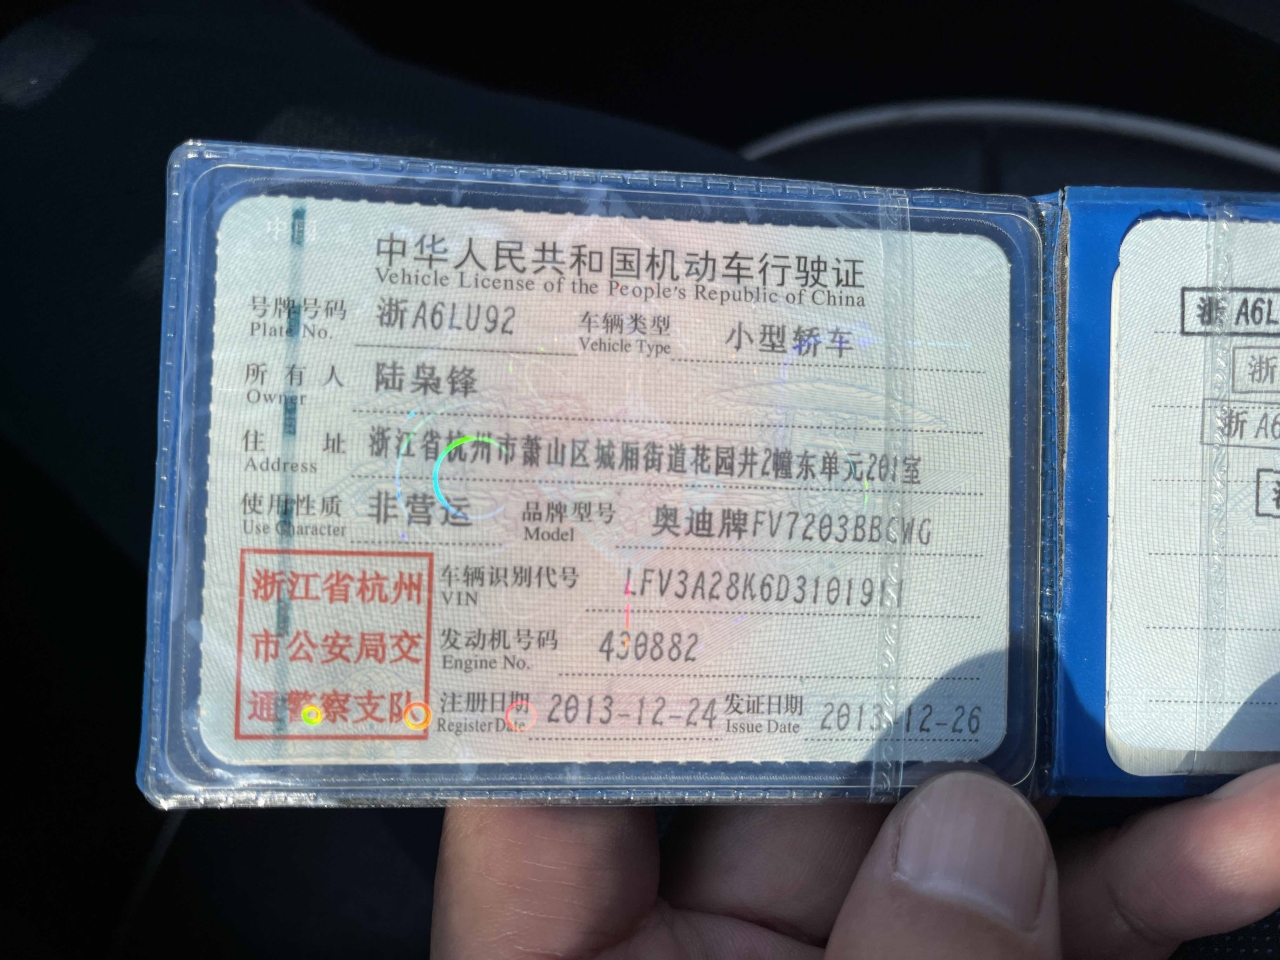 中国
中华人民共和国机动车行驶证
Vehicle License of the People's Republic of China
号牌号码 浙A6LU92 车辆类型 小型轿车
Plate No. Vehicle Type
所有人 陆枭锋
Owner
住址 浙江省杭州市萧山区城厢街道花园井2幢东单元201室
Address
使用性质 非营运 品牌型号 奥迪牌FV7203BBCWG
Use Character Model
浙江省杭州
市公安局交
通警察支队
车辆识别代号 LFV3A28K6D3101911
VIN
发动机号码 430882
Engine No.
注册日期 2013-12-24 发证日期 2013-12-26
Register Date Issue Date
浙A6L
浙
浙A6